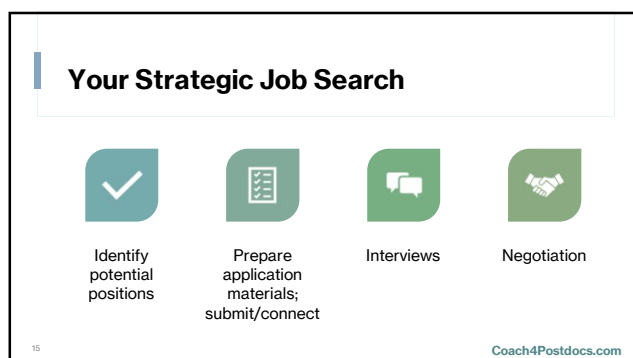 Your Strategic Job Search
Identify
potential
positions
Prepare
application
materials;
submit/connect
Interviews
Negotiation
15
Coach4Postdocs.com